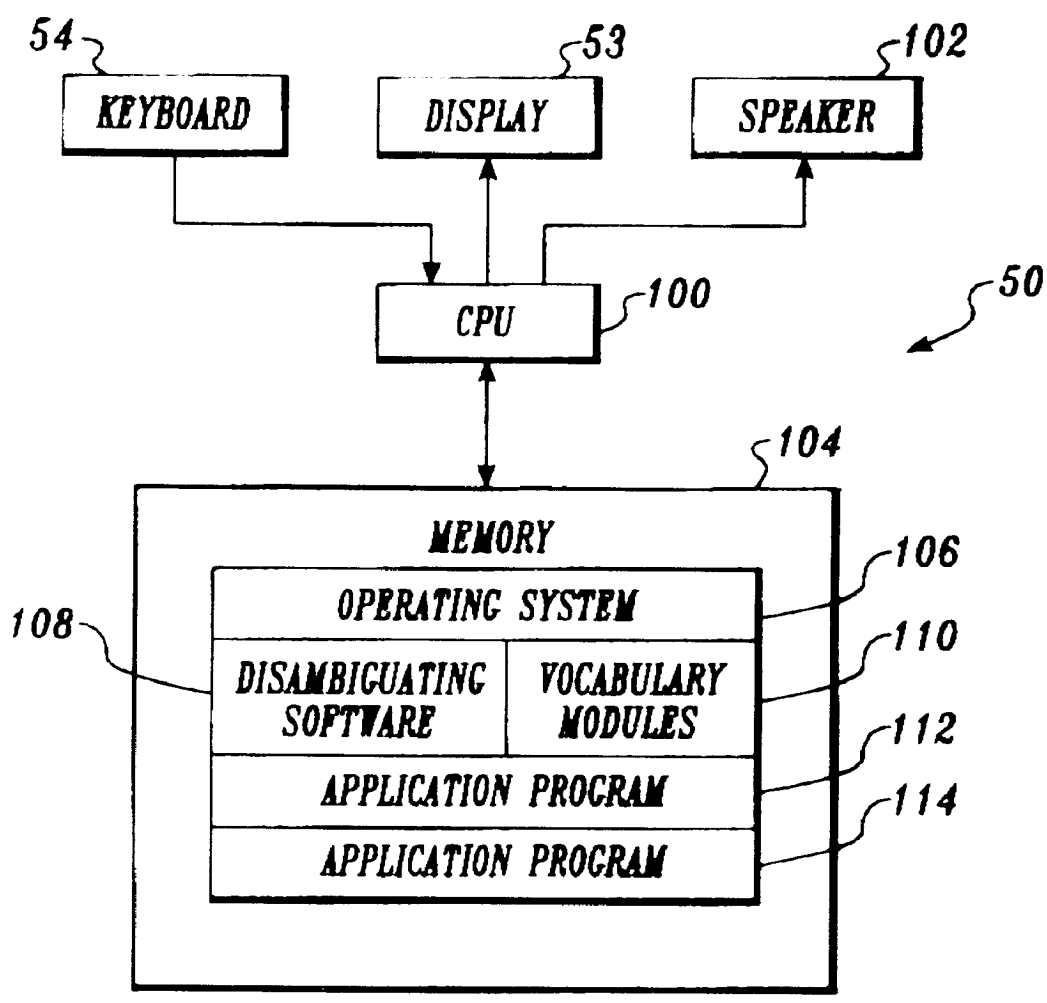 54
53
102
KEYBOARD
DISPLAY
SPEAKER
CPU
100
50
104
MEMORY
106
OPERATING SYSTEM
108
110
DISAMBIGUATING
SOFTWARE
VOCABULARY
MODULES
112
APPLICATION PROGRAM
114
APPLICATION PROGRAM